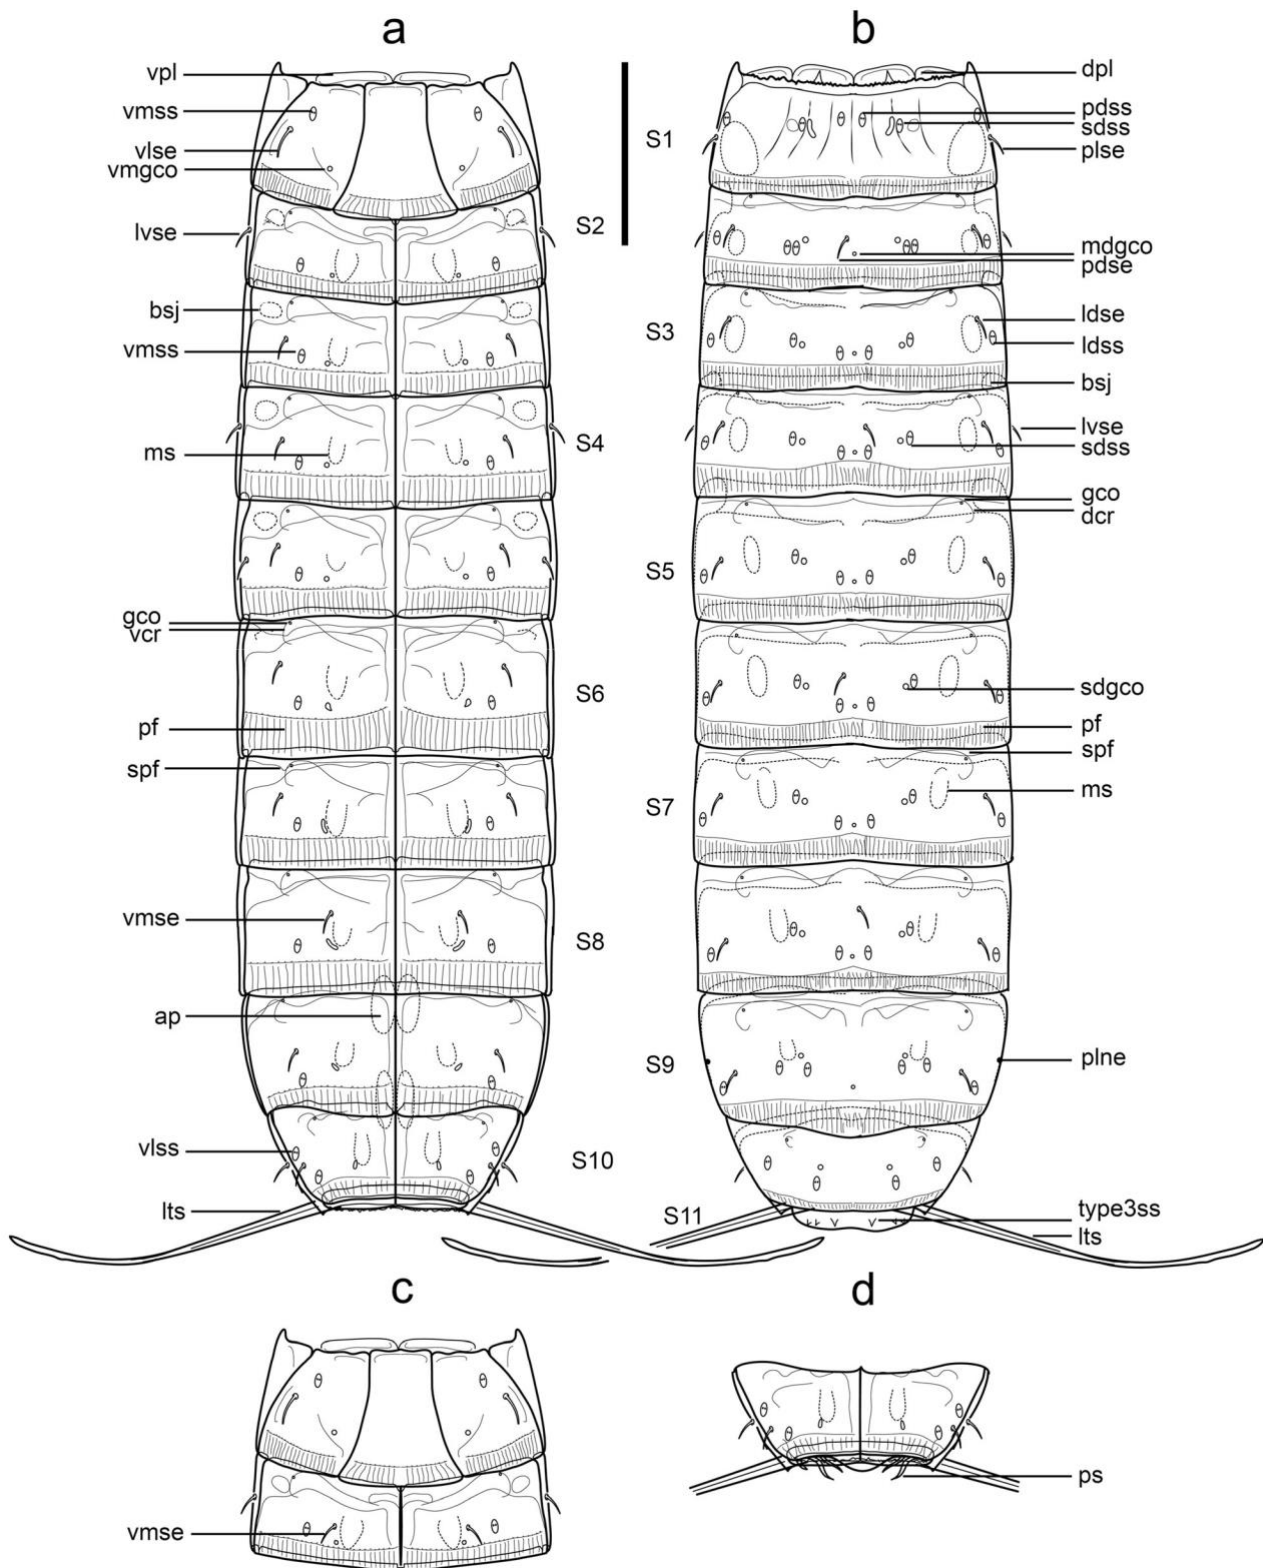 a
vpl
vmss
vlse
vmgco
S2
lvse
bsj
vmss
S4
ms
gco
vcr
S6
pf
spf
vmse
S8
ap
vlss
S10
lts
b
dpl
pdss
sdss
S1
plse
mdgco
pdse
ldse
S3
ldss
bsj
lvse
sdss
gco
dcr
S5
sdgco
pf
spf
S7
ms
S9
plne
S11
type3ss
lts
c
vmse
d
ps